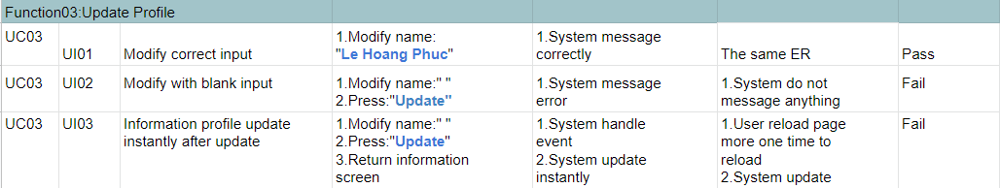 Function03:Update Profile
UC03 UI01 Modify correct input
1.Modify name:
"Le Hoang Phuc"
1.System message
correctly
The same ER
Pass
UC03 UI02 Modify with blank input
1.Modify name:" "
2.Press:"Update"
1.System message
error
1.System do not
message anything
Fail
UC03 UI03
Information profile update
instantly after update
1.Modify name:" "
2.Press:"Update"
3.Return information
screen
1.System handle
event
2.System update
instantly
1.User reload page
more one time to
reload
2.System update
Fail